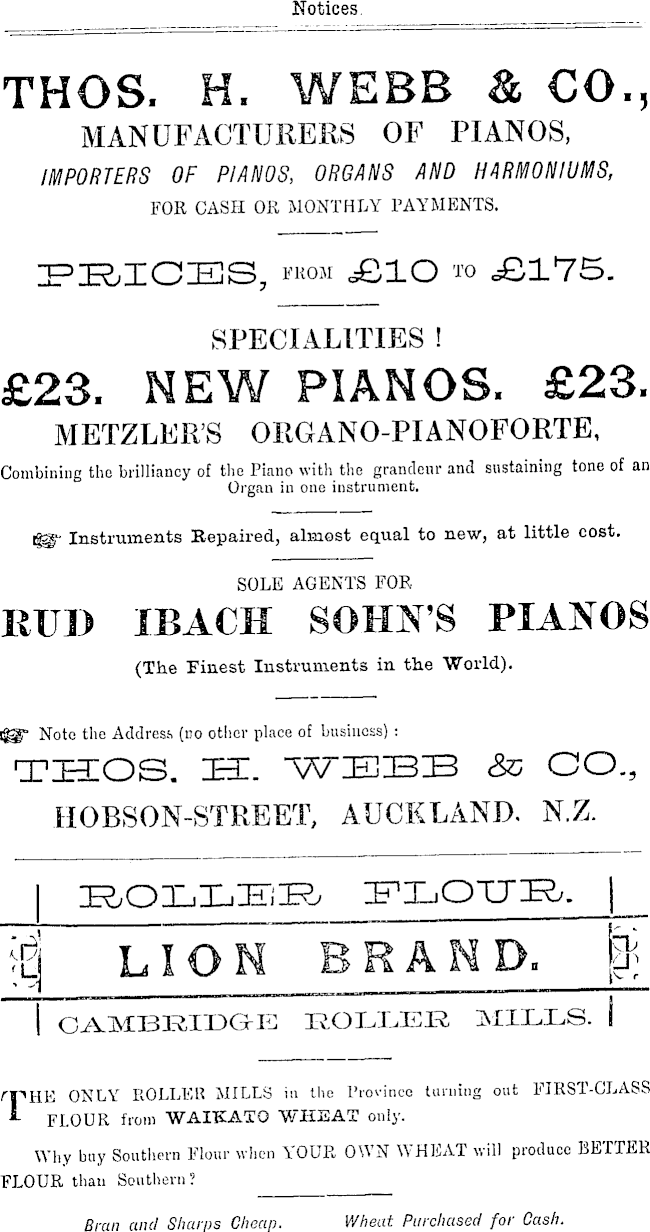 Notices.
THOS. H. WEBB & CO.,
MANUFACTURERS OF PIANOS,
IMPORTERS OF PIANOS, ORGANS AND HARMONIUMS,
FOR CASH OR MONTHLY PAYMENTS.
PRICES, FROM £10 TO £175.
SPECIALITIES !
£23. NEW PIANOS. £23.
METZLER'S ORGANO-PIANOFORTE,
Combining the brilliancy of the Piano with the grandeur and sustaining tone of an
Organ in one instrument.
☞ Instruments Repaired, almost equal to new, at little cost.
SOLE AGENTS FOR
RUD IBACH SOHN'S PIANOS
(The Finest Instruments in the World).
☞ Note the Address (no other place of business) :
THOS. H. WEBB & CO.,
HOBSON-STREET, AUCKLAND. N.Z.
ROLLER FLOUR.
LION BRAND.
CAMBRIDGE ROLLER MILLS.
THE ONLY ROLLER MILLS in the Province turning out FIRST-CLASS
FLOUR from WAIKATO WHEAT only.
Why buy Southern Flour when YOUR OWN WHEAT will produce BETTER
FLOUR than Southern?
Bran and Sharps Cheap. Wheat Purchased for Cash.